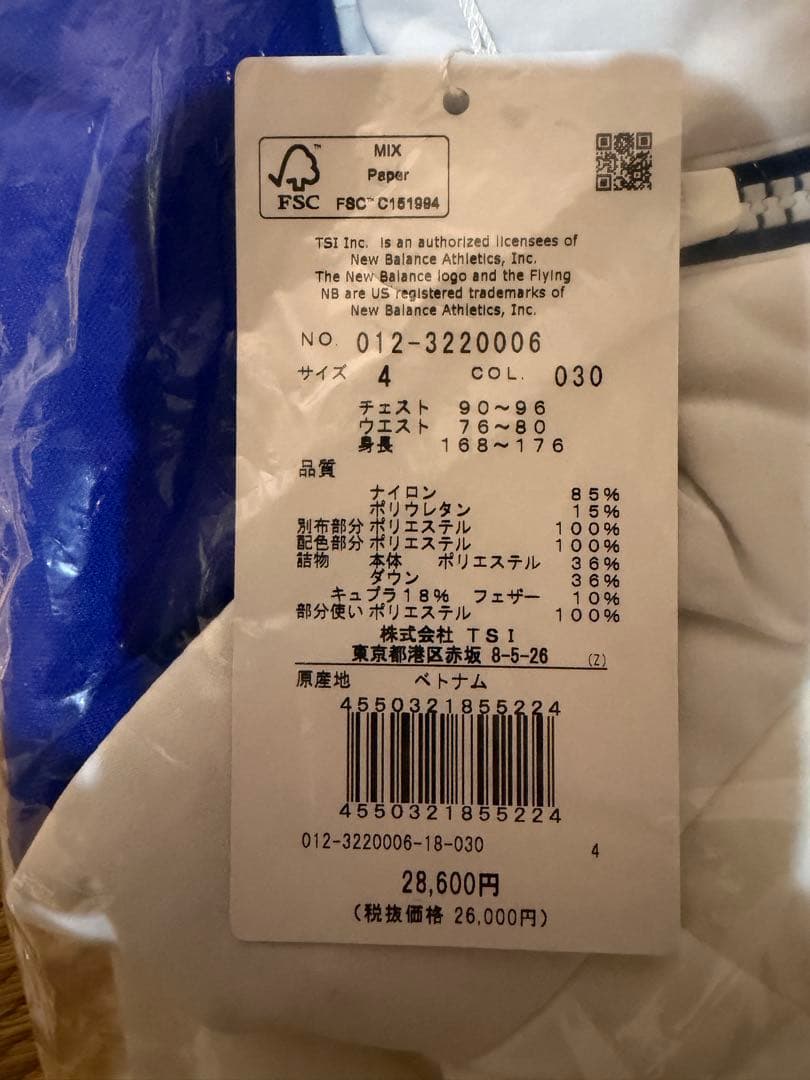 MIX
Paper
FSC™ FSC™ C151994
TSI Inc. is an authorized licensees of
New Balance Athletics, Inc.
The New Balance logo and the Flying
NB are US registered trademarks of
New Balance Athletics, Inc.
NO. 012-3220006
サイズ 4 COL. 030
チェスト 90～96
ウエスト 76～80
身長 168～176
品質
ナイロン 85%
ポリウレタン 15%
別布部分 ポリエステル 100%
配色部分 ポリエステル 100%
詰物 本体 ポリエステル 36%
ダウン 36%
キュプラ18% フェザー 10%
部分使い ポリエステル 100%
株式会社 TSI
東京都港区赤坂 8-5-26 (Z)
原産地 ベトナム
4550321855224
4550321855224
012-3220006-18-030 4
28,600円
(税抜価格 26,000円)